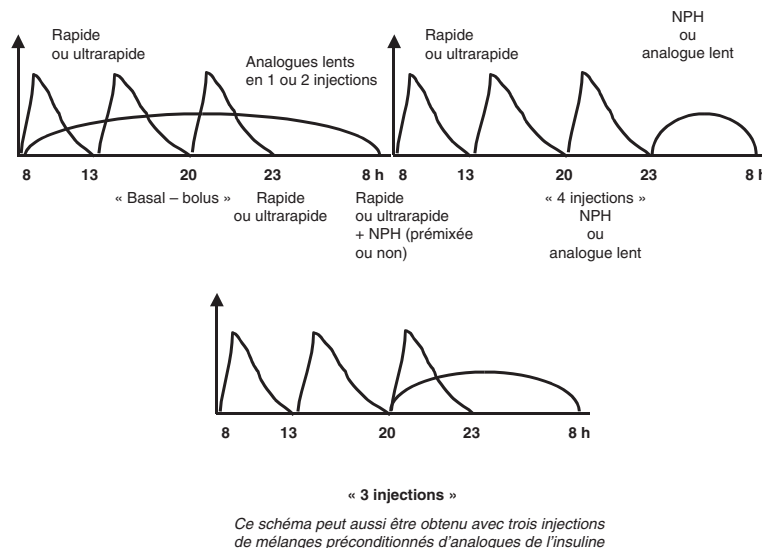 Rapide
ou ultrarapide
Analogues lents
en 1 ou 2 injections
8 13 20 23 8 h
« Basal – bolus »
Rapide
ou ultrarapide
NPH
ou
analogue lent
8 13 20 23 8 h
« 4 injections »
Rapide
ou ultrarapide
Rapide
ou ultrarapide
+ NPH (prémixée
ou non)
NPH
ou
analogue lent
8 13 20 23 8 h
« 3 injections »
Ce schéma peut aussi être obtenu avec trois injections
de mélanges préconditionnés d'analogues de l'insuline